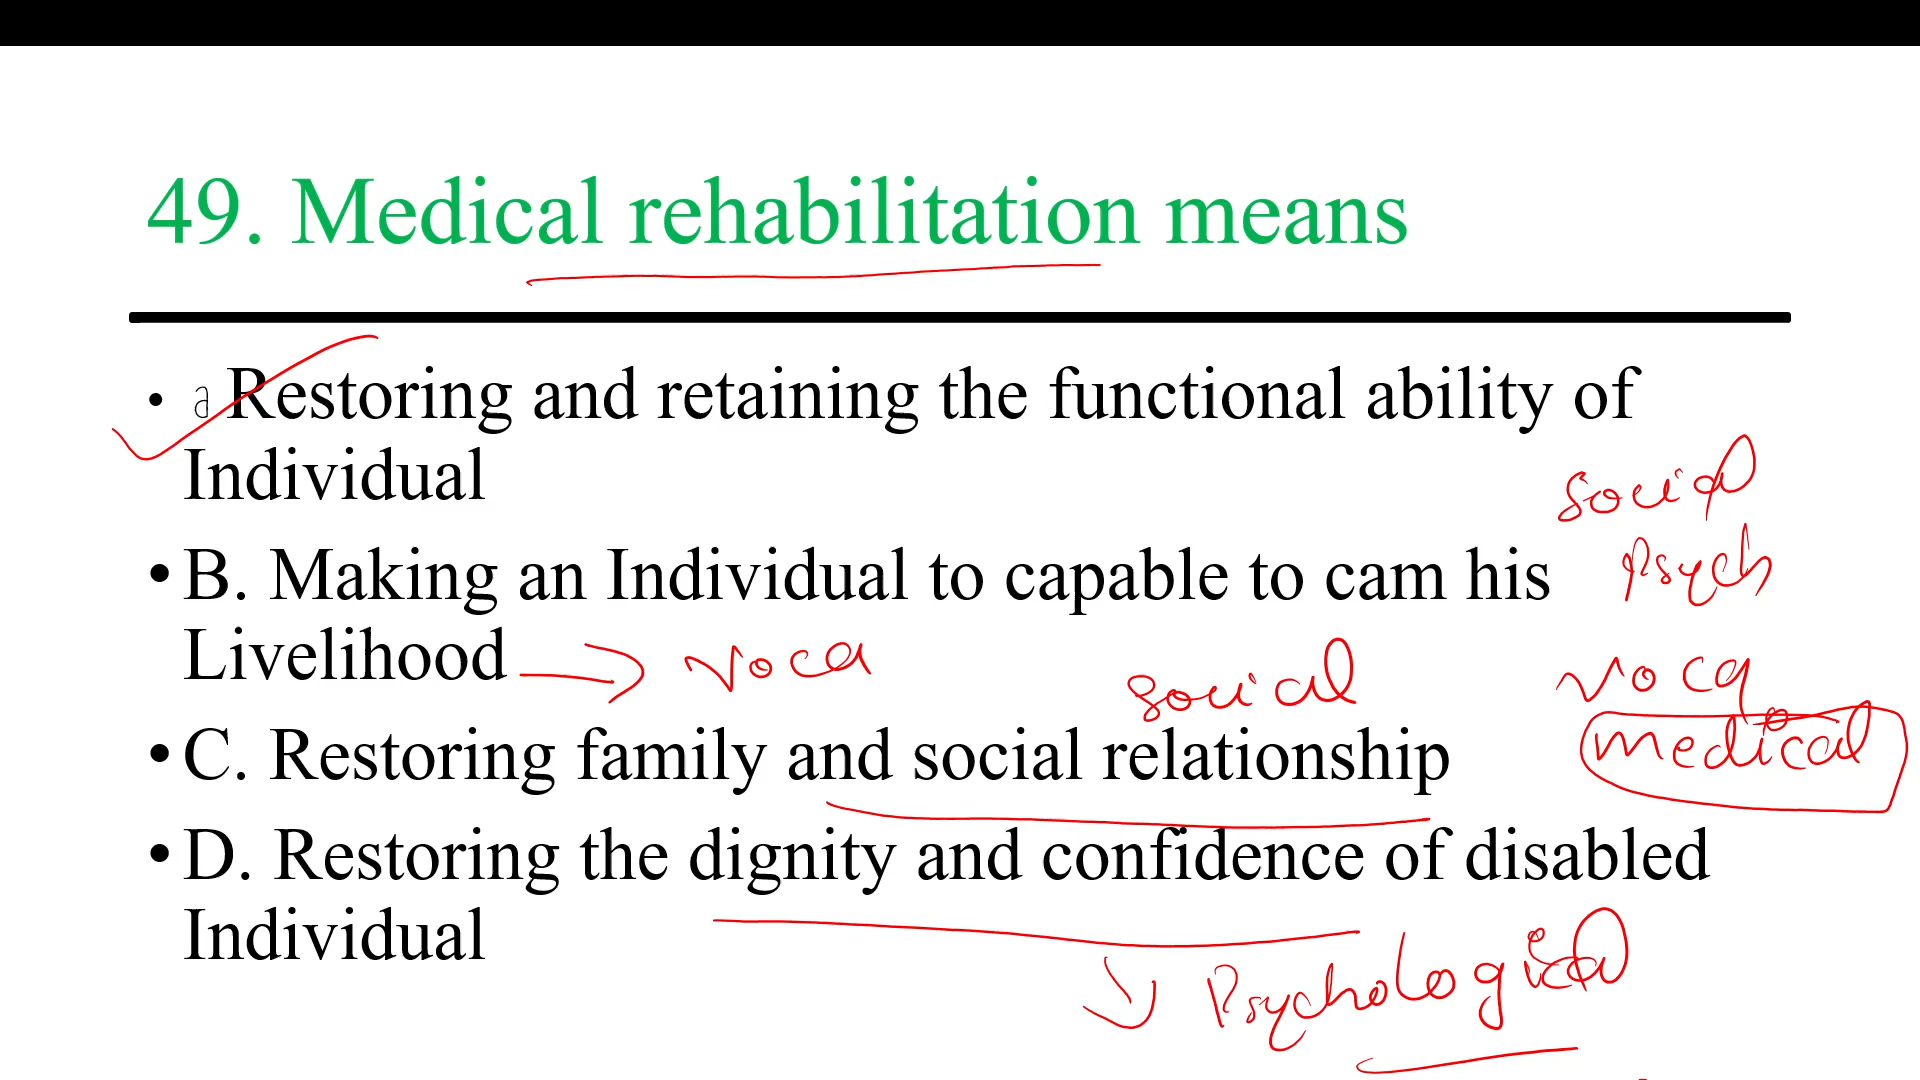 49. Medical rehabilitation means
• a Restoring and retaining the functional ability of
Individual
social
• B. Making an Individual to capable to cam his
psych
Livelihood → voca
social
voca
• C. Restoring family and social relationship
medical
• D. Restoring the dignity and confidence of disabled
Individual
Psychological